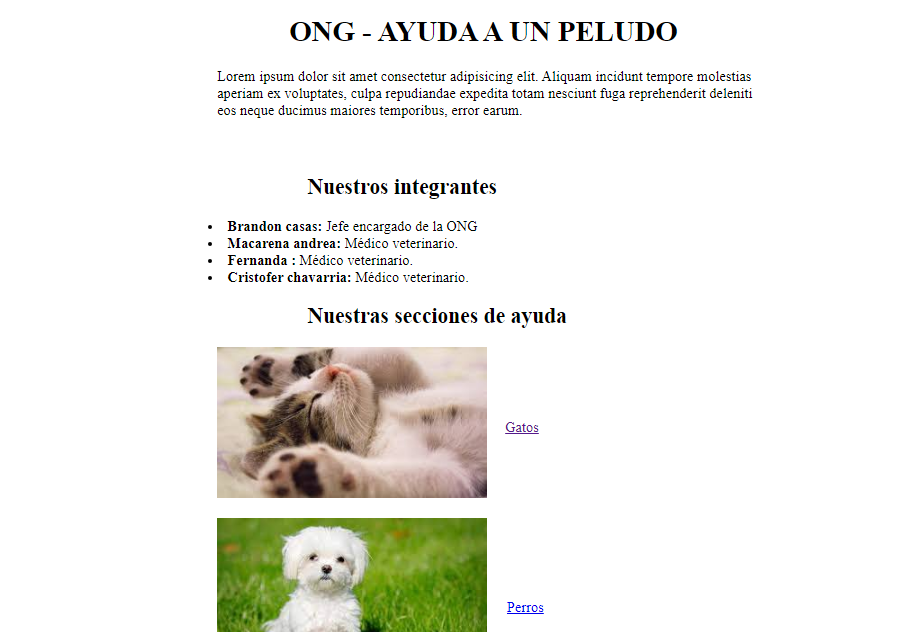 ONG - AYUDA A UN PELUDO
Lorem ipsum dolor sit amet consectetur adipisicing elit. Aliquam incidunt tempore molestias
aperiam ex voluptates, culpa repudiandae expedita totam nesciunt fuga reprehenderit deleniti
eos neque ducimus maiores temporibus, error earum.
Nuestros integrantes
• Brandon casas: Jefe encargado de la ONG
• Macarena andrea: Médico veterinario.
• Fernanda : Médico veterinario.
• Cristofer chavarria: Médico veterinario.
Nuestras secciones de ayuda
Gatos
Perros